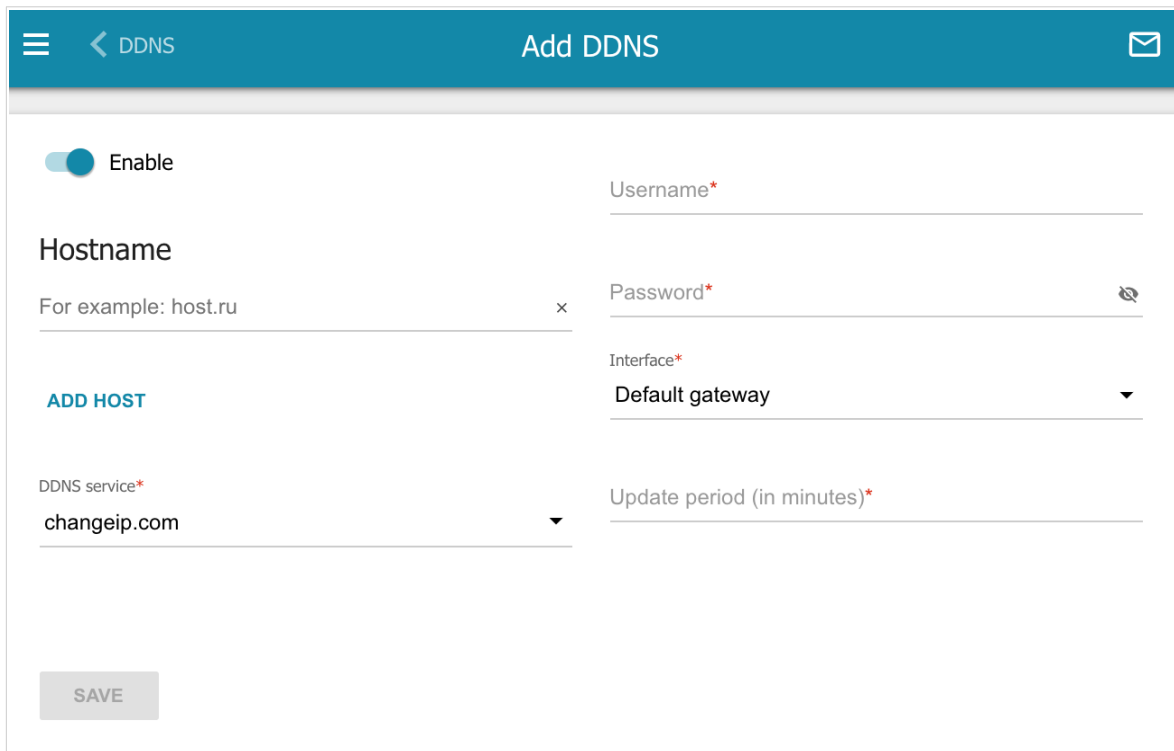 DDNS
Add DDNS
Enable
Hostname
For example: host.ru
ADD HOST
DDNS service*
changeip.com
SAVE
Username*
Password*
Interface*
Default gateway
Update period (in minutes)*